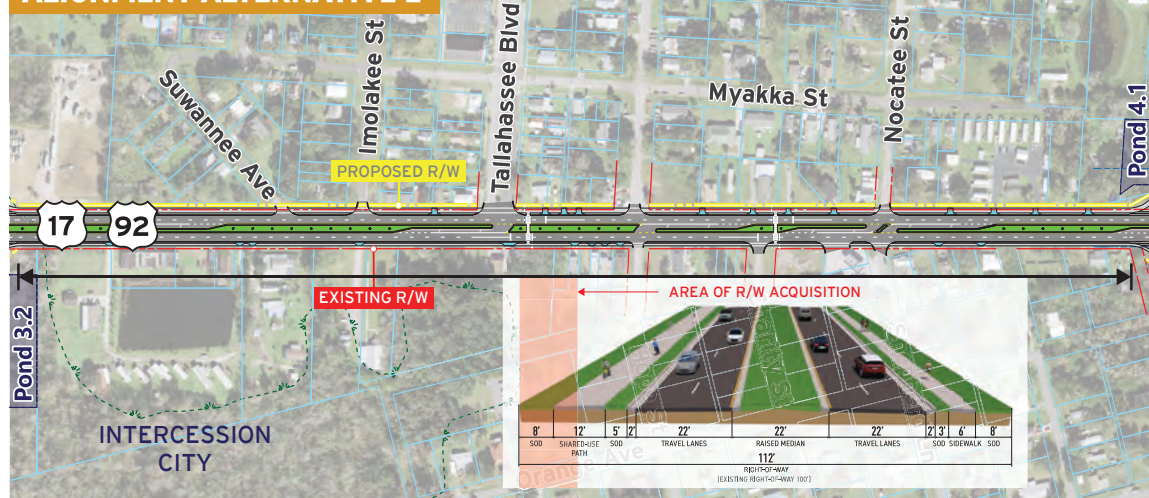 ALIGNMENT ALTERNATIVE 2
Suwannee Ave
Imolakee St
Tallahassee Blvd
Myakka St
Nocatee St
Pond 4.1
PROPOSED R/W
17
92
EXISTING R/W
AREA OF R/W ACQUISITION
Pond 3.2
INTERCESSION
CITY
8' 12' 5' 2' 22' 22' 22' 2' 3' 6' 8'
SOD SHARED-USE PATH SOD TRAVEL LANES RAISED MEDIAN TRAVEL LANES SOD SIDEWALK SOD
112'
RIGHT-OF-WAY
(EXISTING RIGHT-OF-WAY 100')
Orange Ave